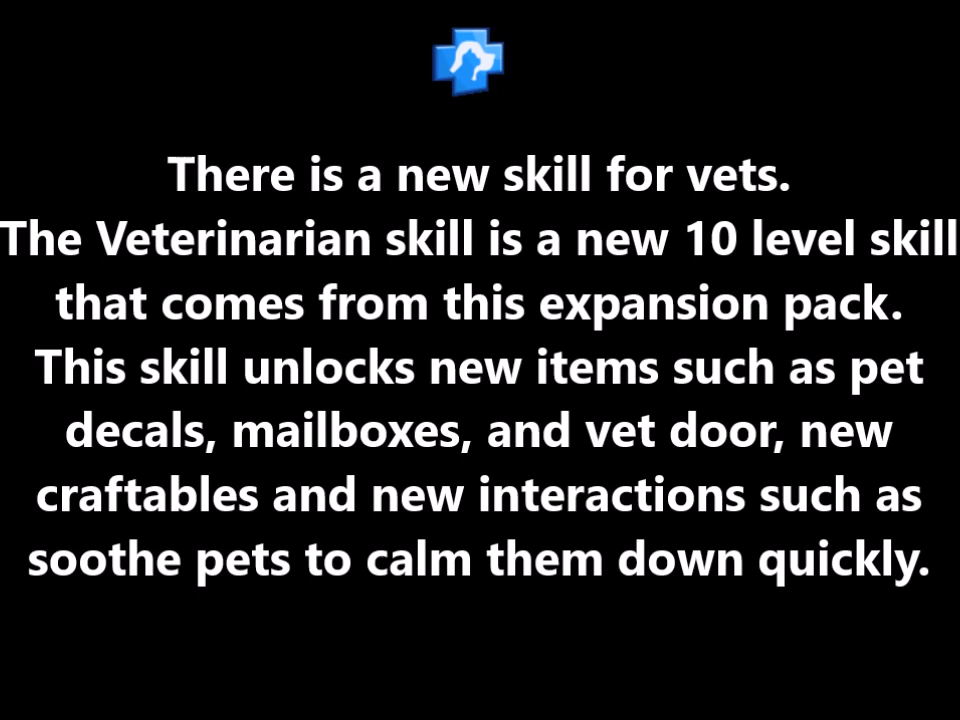 There is a new skill for vets.
The Veterinarian skill is a new 10 level skill
that comes from this expansion pack.
This skill unlocks new items such as pet
decals, mailboxes, and vet door, new
craftables and new interactions such as
soothe pets to calm them down quickly.